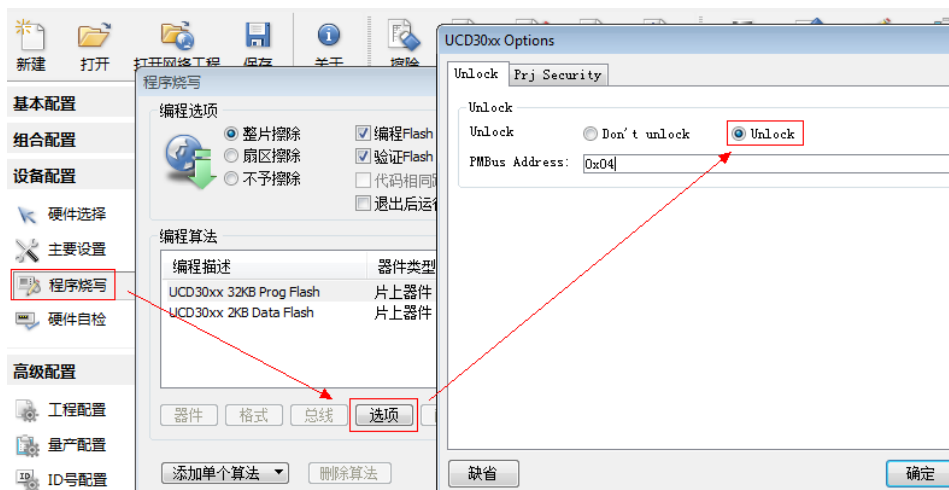 新建
打开
打开网络工程
保存
关于
擦除
基本配置
组合配置
设备配置
硬件选择
主要设置
程序烧写
硬件自检
高级配置
工程配置
量产配置
ID号配置
程序烧写
编程选项
整片擦除
扇区擦除
不予擦除
编程Flash
验证Flash
代码相同
退出后运行
编程算法
编程描述
器件类型
UCD30xx 32KB Prog Flash
片上器件
UCD30xx 2KB Data Flash
片上器件
器件
格式
总线
选项
添加单个算法
删除算法
UCD30xx Options
Unlock
Prj Security
Unlock
Unlock
Don't unlock
Unlock
PMBus Address:
0x04
缺省
确定